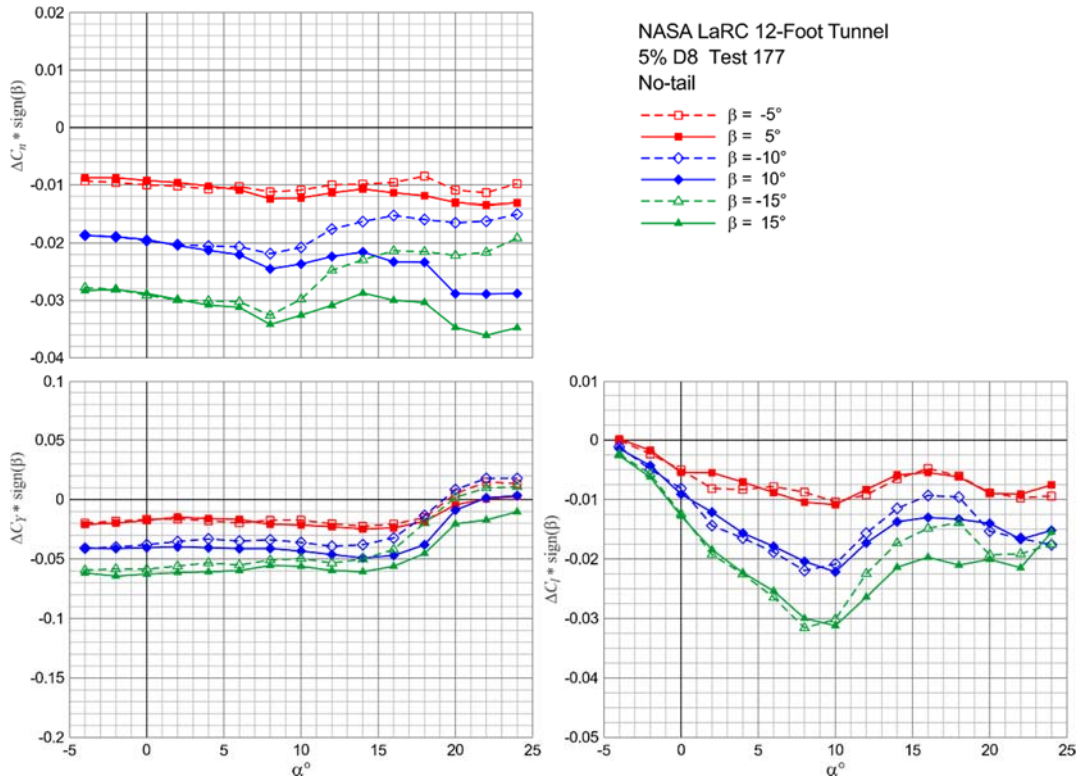 NASA LaRC 12-Foot Tunnel
5% D8 Test 177
No-tail
β = -5°
β = 5°
β = -10°
β = 10°
β = -15°
β = 15°
ΔCn * sign(β)
0.02
0.01
0
-0.01
-0.02
-0.03
-0.04
ΔCY * sign(β)
0.1
0.05
0
-0.05
-0.1
-0.15
-0.2
-5 0 5 10 15 20 25
α°
ΔCl * sign(β)
0.01
0
-0.01
-0.02
-0.03
-0.04
-0.05
-5 0 5 10 15 20 25
α°